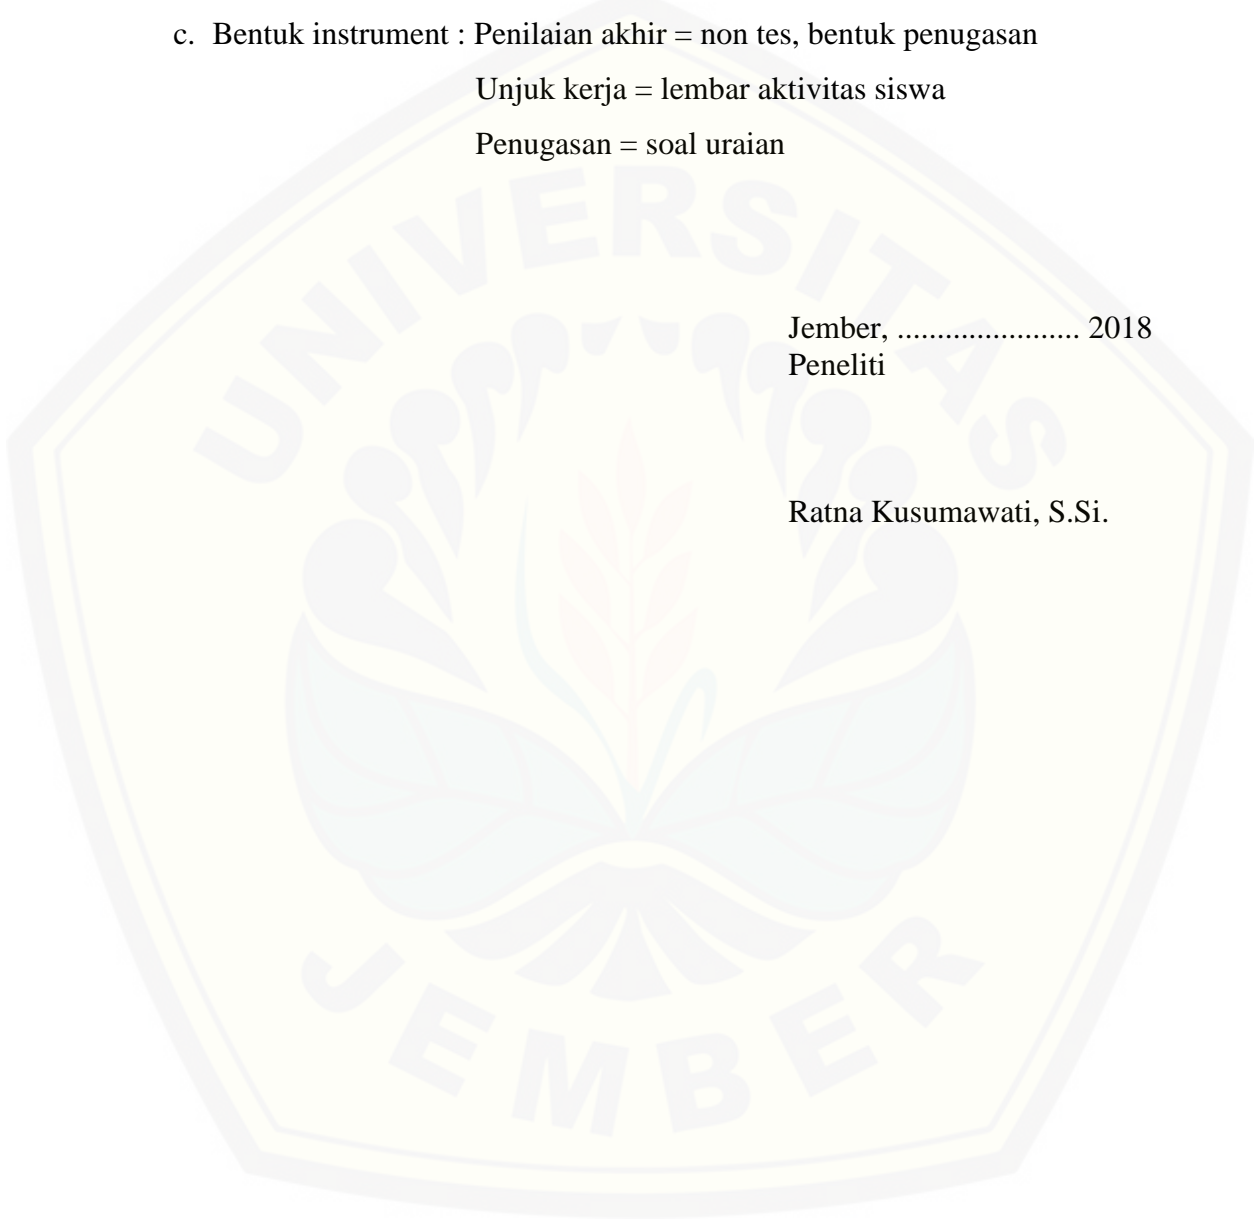 c. Bentuk instrument : Penilaian akhir = non tes, bentuk penugasan
Unjuk kerja = lembar aktivitas siswa
Penugasan = soal uraian
Jember, ....................... 2018
Peneliti
Ratna Kusumawati, S.Si.
UNIVERSITAS
JEMBER